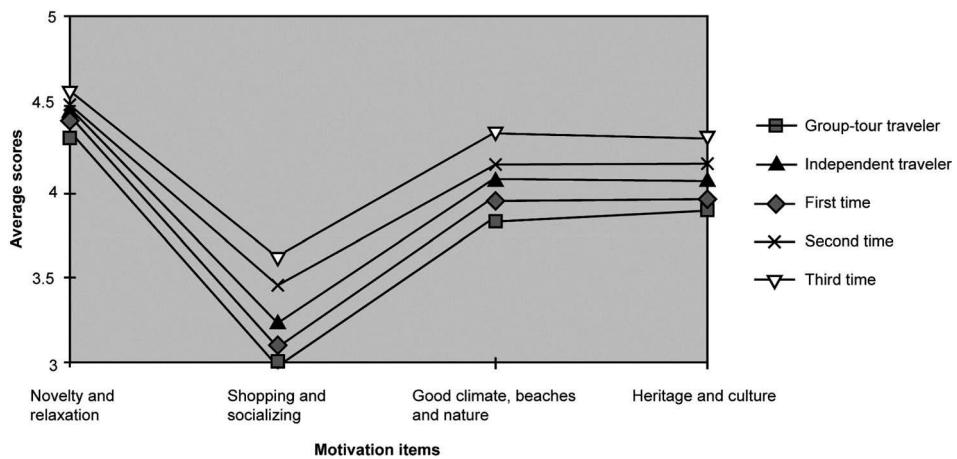 5
4.5
4
3.5
3
Average scores
Novelty and
relaxation
Shopping and
socializing
Good climate, beaches
and nature
Heritage and culture
Motivation items
Group-tour traveler
Independent traveler
First time
Second time
Third time